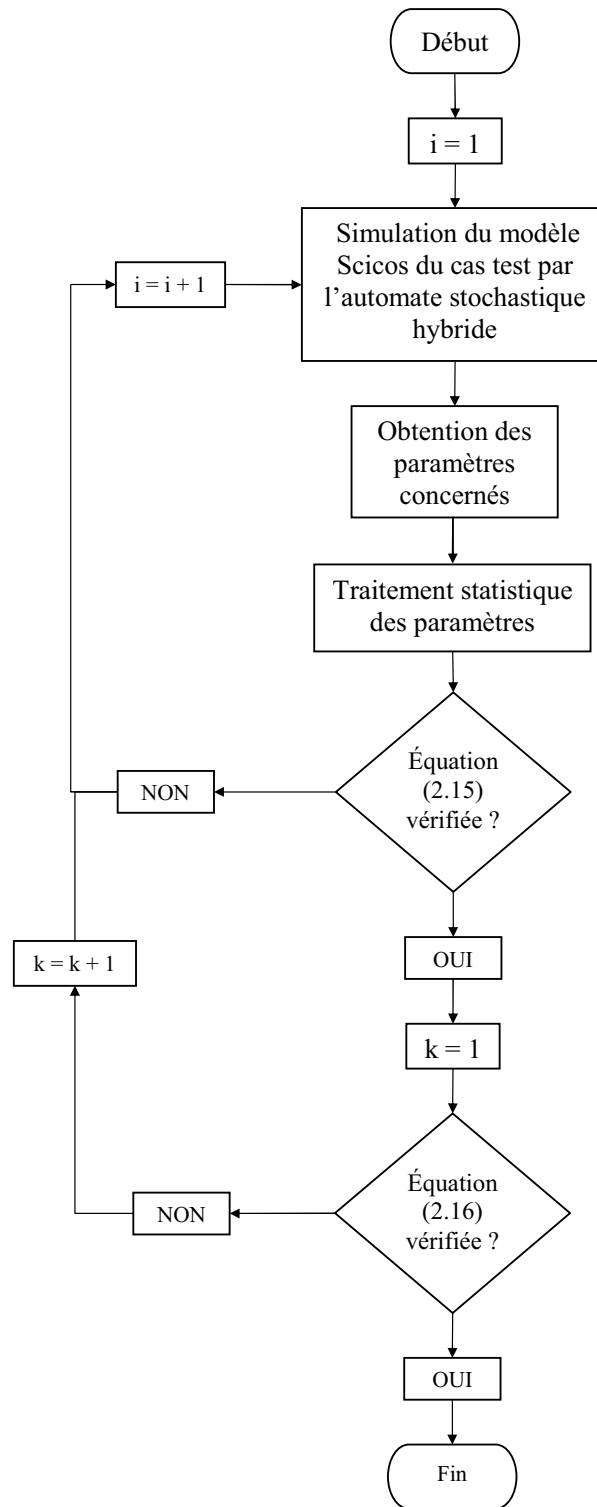 Début
i = 1
Simulation du modèle
Scicos du cas test par
l’automate stochastique
hybride
i = i + 1
Obtention des
paramètres
concernés
Traitement statistique
des paramètres
Équation
(2.15)
vérifiée ?
NON
OUI
k = k + 1
k = 1
Équation
(2.16)
vérifiée ?
NON
OUI
Fin